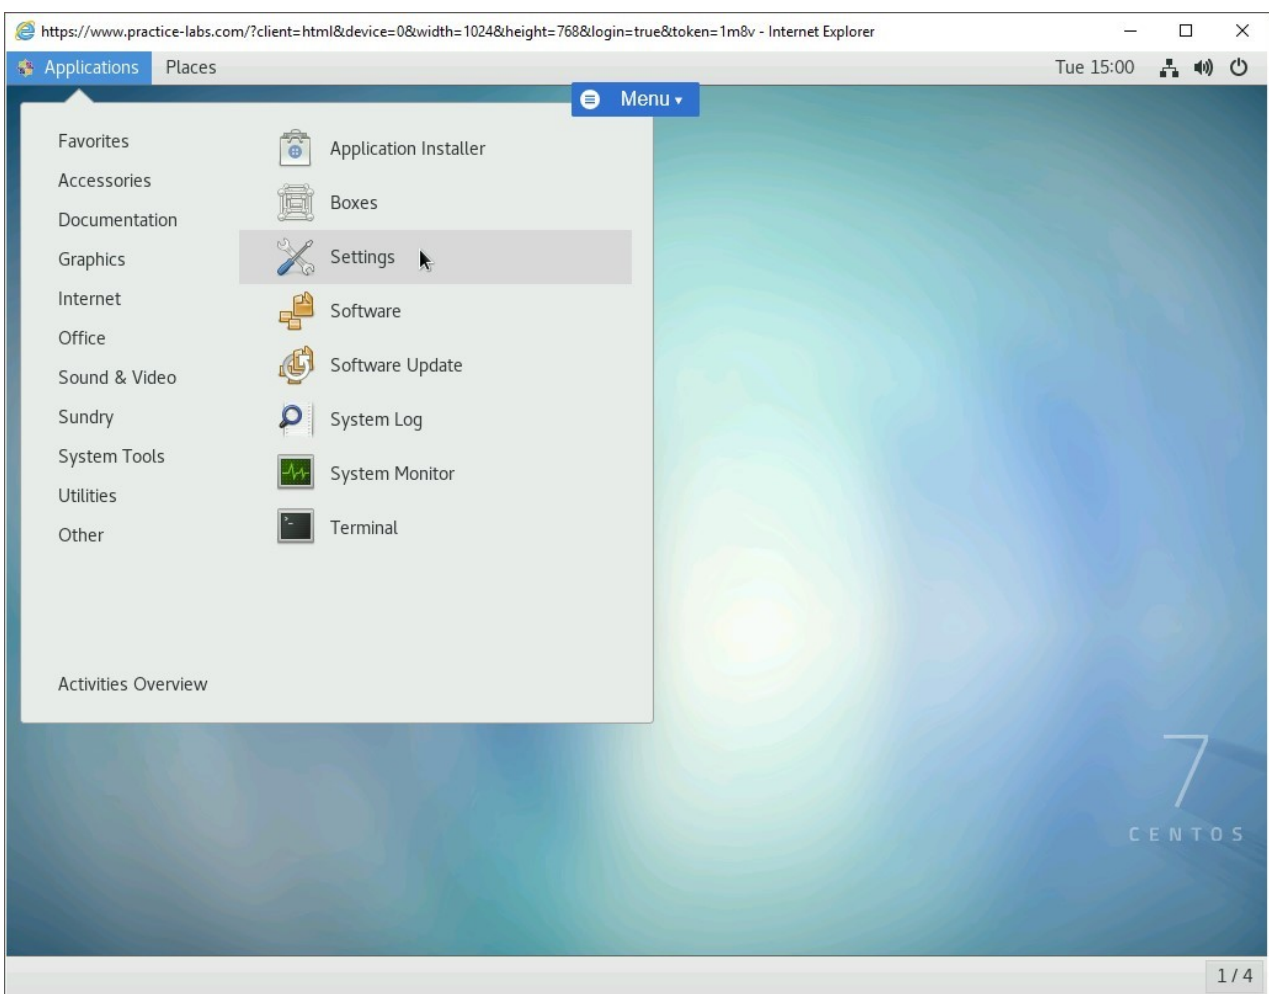 https://www.practice-labs.com/?client=html&device=0&width=1024&height=768&login=true&token=1m8v - Internet Explorer
Applications Places Tue 15:00
Menu
Favorites
Accessories
Documentation
Graphics
Internet
Office
Sound & Video
Sundry
System Tools
Utilities
Other
Activities Overview
Application Installer
Boxes
Settings
Software
Software Update
System Log
System Monitor
Terminal
7
CENTOS
1 / 4